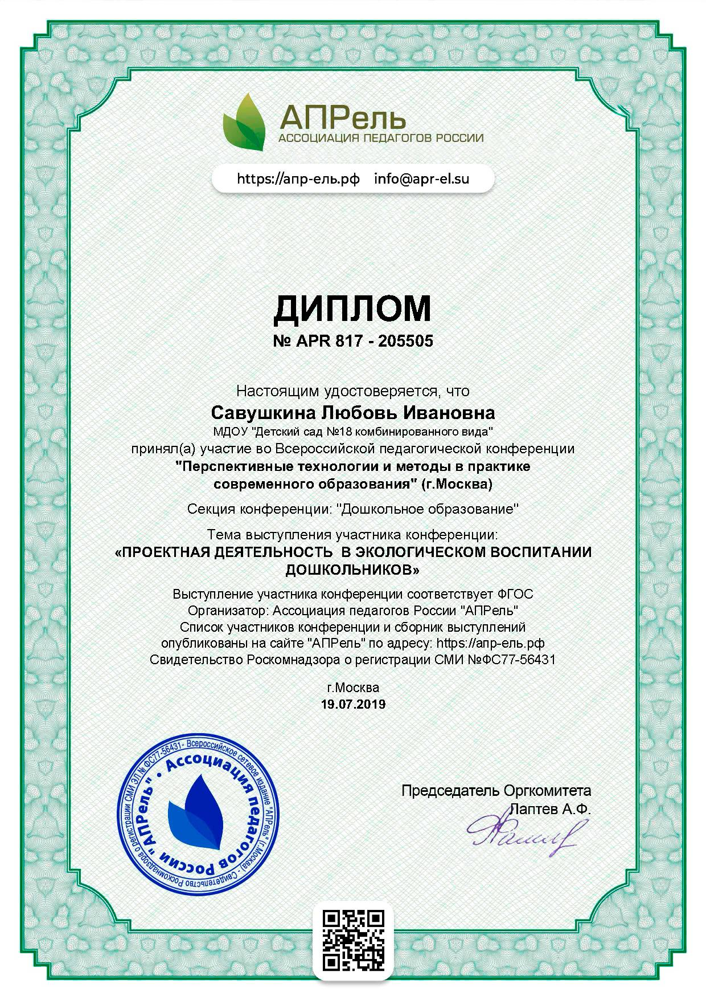 АПРель
АССОЦИАЦИЯ ПЕДАГОГОВ РОССИИ
https://апр-ель.рф info@apr-el.su
ДИПЛОМ
№ APR 817 - 205505
Настоящим удостоверяется, что
Савушкина Любовь Ивановна
МДОУ "Детский сад №18 комбинированного вида"
принял(а) участие во Всероссийской педагогической конференции
"Перспективные технологии и методы в практике
современного образования" (г.Москва)
Секция конференции: "Дошкольное образование"
Тема выступления участника конференции:
«ПРОЕКТНАЯ ДЕЯТЕЛЬНОСТЬ В ЭКОЛОГИЧЕСКОМ ВОСПИТАНИИ
ДОШКОЛЬНИКОВ»
Выступление участника конференции соответствует ФГОС
Организатор: Ассоциация педагогов России "АПРель"
Список участников конференции и сборник выступлений
опубликованы на сайте "АПРель" по адресу: https://апр-ель.рф
Свидетельство Роскомнадзора о регистрации СМИ №ФС77-56431
г.Москва
19.07.2019
Всероссийское сетевое издание "АПРель" (г.Москва) - Свидетельство Роскомнадзора о регистрации СМИ ЭЛ № ФС77-56431-
Ассоциация педагогов России "АПРель" •
Председатель Оргкомитета
Лаптев А.Ф.